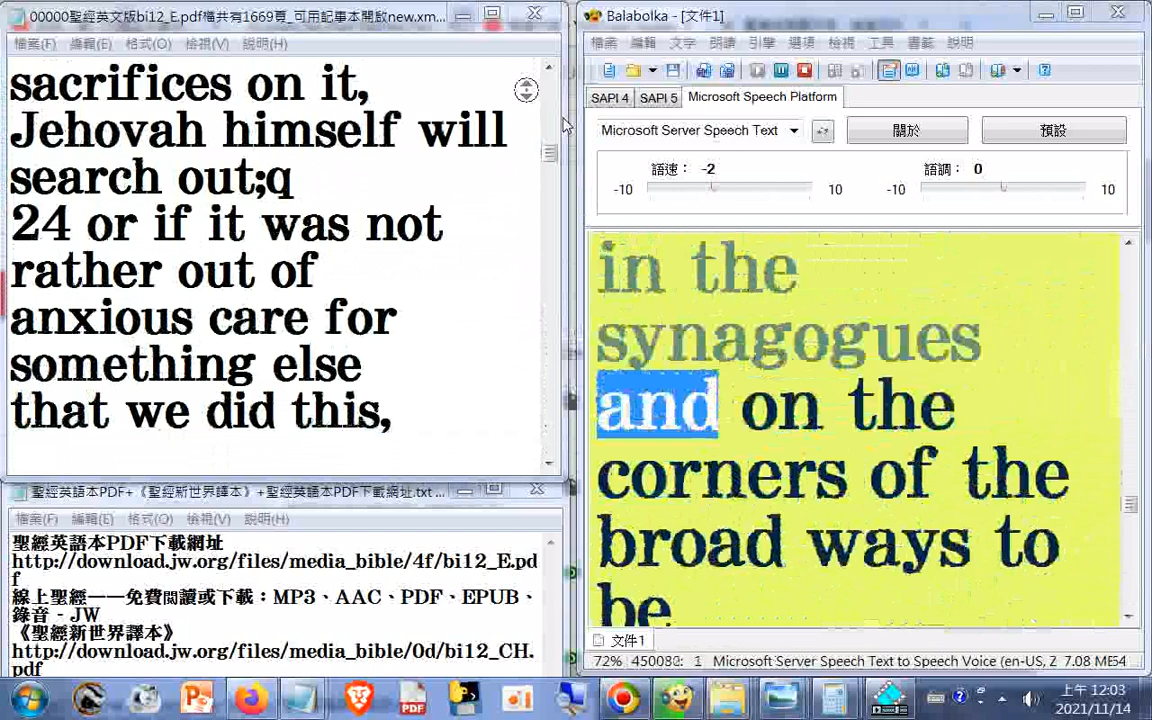 00000聖經英文版bi12_E.pdf檔共有1669頁_可用記事本開啟new.xm...
檔案(F) 編輯(E) 格式(O) 檢視(V) 說明(H)
sacrifices on it,
Jehovah himself will
search out;q
24 or if it was not
rather out of
anxious care for
something else
that we did this,
聖經英語本PDF+《聖經新世界譯本》+聖經英語本PDF下載網址.txt ...
檔案(F) 編輯(E) 格式(O) 檢視(V) 說明(H)
聖經英語本PDF下載網址
http://download.jw.org/files/media_bible/4f/bi12_E.pd
f
線上聖經——免費閱讀或下載：MP3、AAC、PDF、EPUB、
錄音 - JW
《聖經新世界譯本》
http://download.jw.org/files/media_bible/0d/bi12_CH.
pdf
Balabolka - [文件1]
檔案 編輯 文字 朗讀 引擎 選項 檢視 工具 書籤 說明
SAPI 4 SAPI 5 Microsoft Speech Platform
Microsoft Server Speech Text 關於 預設
語速： -2 語調： 0
-10 10 -10 10
in the
synagogues
and on the
corners of the
broad ways to
be
文件1
72% 1 Microsoft Server Speech Text to Speech Voice (en-US, Z 7.08 ME54
上午 12:03
2021/11/14